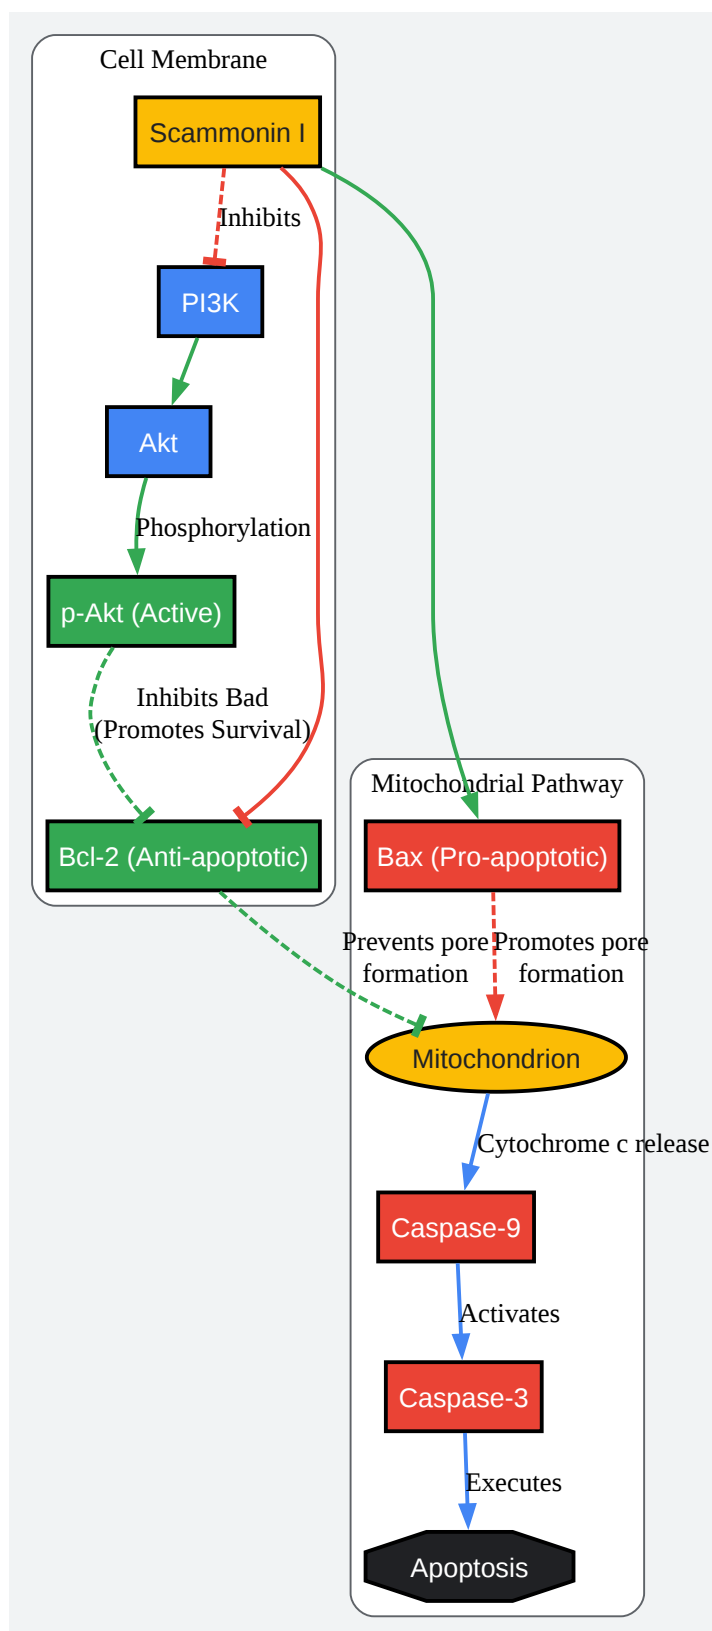 Cell Membrane
Scammonin I
Inhibits
PI3K
Akt
Phosphorylation
p-Akt (Active)
Inhibits Bad
(Promotes Survival)
Bcl-2 (Anti-apoptotic)
Mitochondrial Pathway
Bax (Pro-apoptotic)
Prevents pore
formation
Promotes pore
formation
Mitochondrion
Cytochrome c release
Caspase-9
Activates
Caspase-3
Executes
Apoptosis